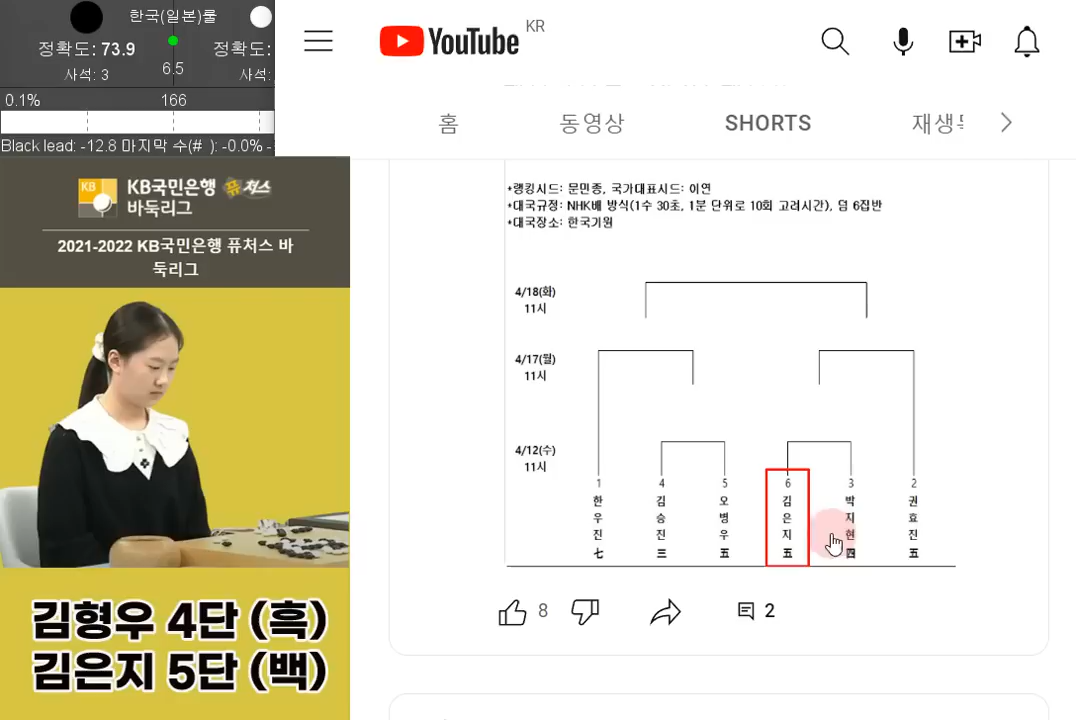 한국(일본)룰
정확도: 73.9
정확도:
사석: 3
6.5
사석:
0.1%
166
Black lead: -12.8 마지막 수(# ): -0.0% -
KB
KB국민은행 퓨처스
바둑리그
2021-2022 KB국민은행 퓨처스 바
둑리그
김형우 4단 (흑)
김은지 5단 (백)
YouTube KR
홈
동영상
SHORTS
재생
*랭킹시드: 문민종, 국가대표시드: 이연
*대국규정: NHK배 방식(1수 30초, 1분 단위로 10회 고려시간), 덤 6집반
*대국장소: 한국기원
4/18(화)
11시
4/17(월)
11시
4/12(수)
11시
1 한우진 七
4 김승진 三
5 오병우 五
6 김은지 五
3 박지현 四
2 권효진 五
8
2